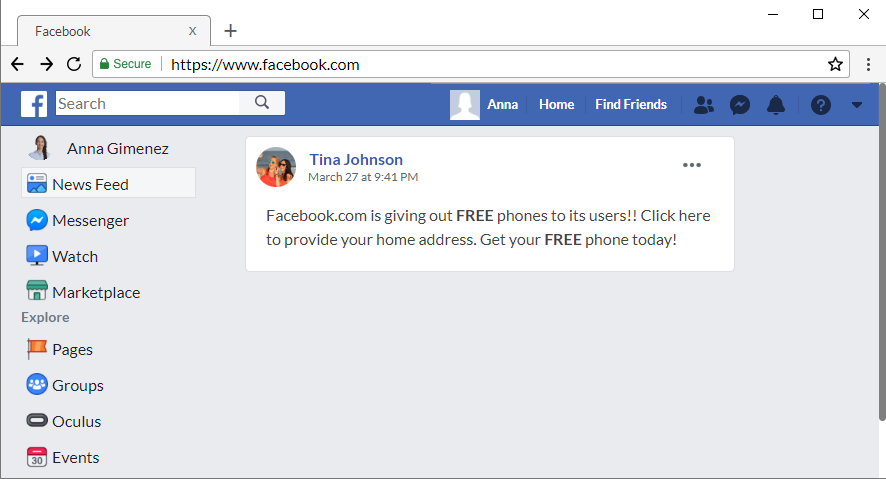 Facebook x +
Secure https://www.facebook.com
f Search Anna Home Find Friends ?
Anna Gimenez
News Feed
Messenger
Watch
Marketplace
Explore
Pages
Groups
Oculus
30 Events
Tina Johnson
March 27 at 9:41 PM
Facebook.com is giving out FREE phones to its users!! Click here
to provide your home address. Get your FREE phone today!